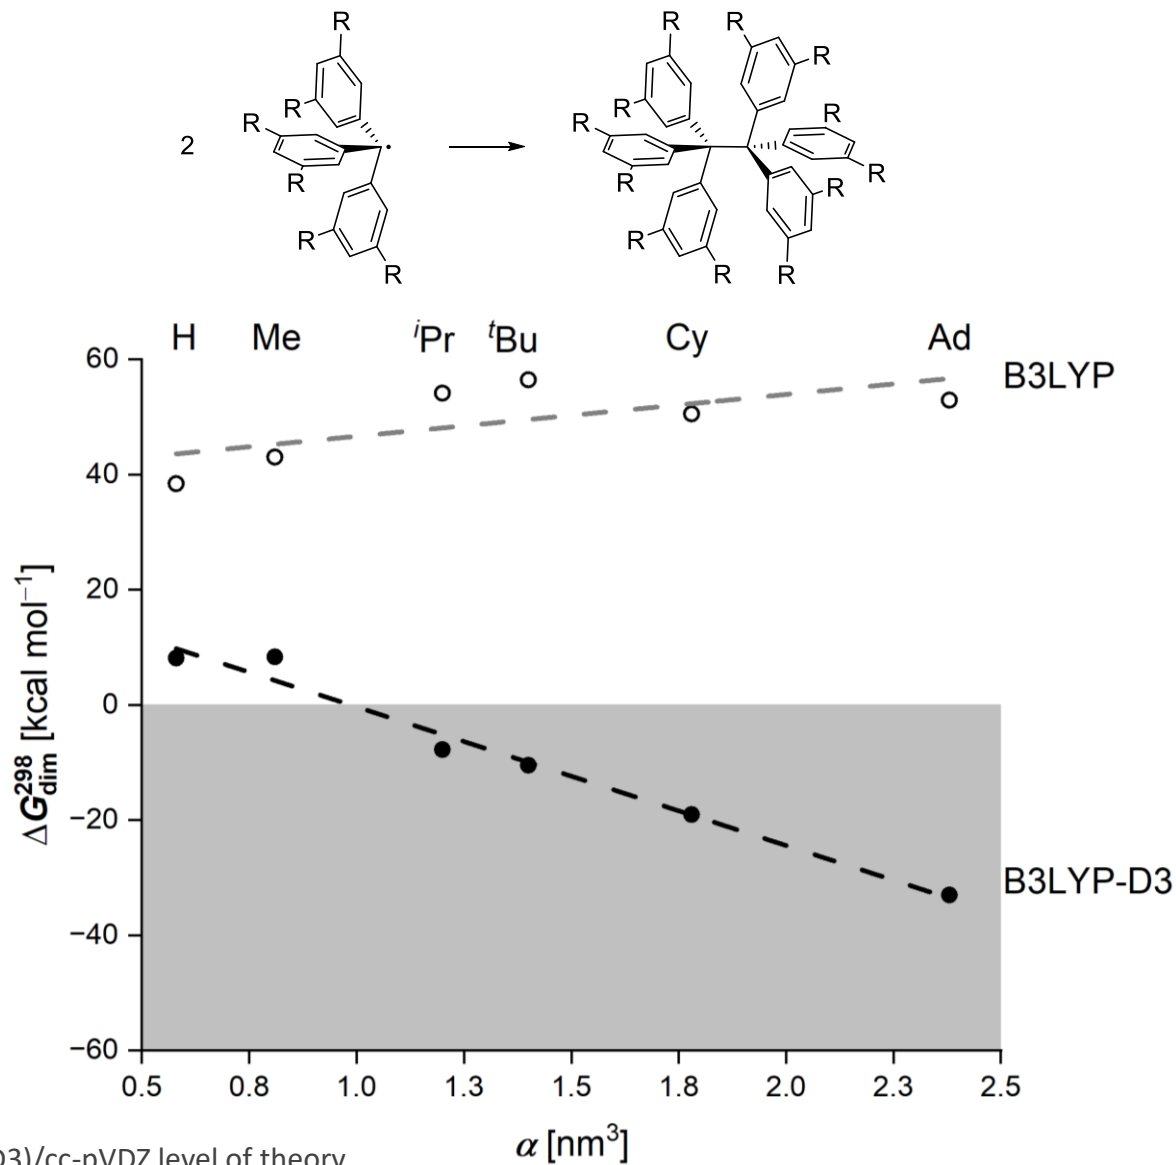 R
R
R
R
R
R
2
R
R
R
R
R
R
R
R
R
R
R
R
H Me iPr tBu Cy Ad
60
40
20
0
−20
−40
−60
B3LYP
B3LYP-D3
ΔG298dim [kcal mol−1]
0.5 0.8 1.0 1.3 1.5 1.8 2.0 2.3 2.5
α [nm3]
D3)/cc-pVDZ level of theory